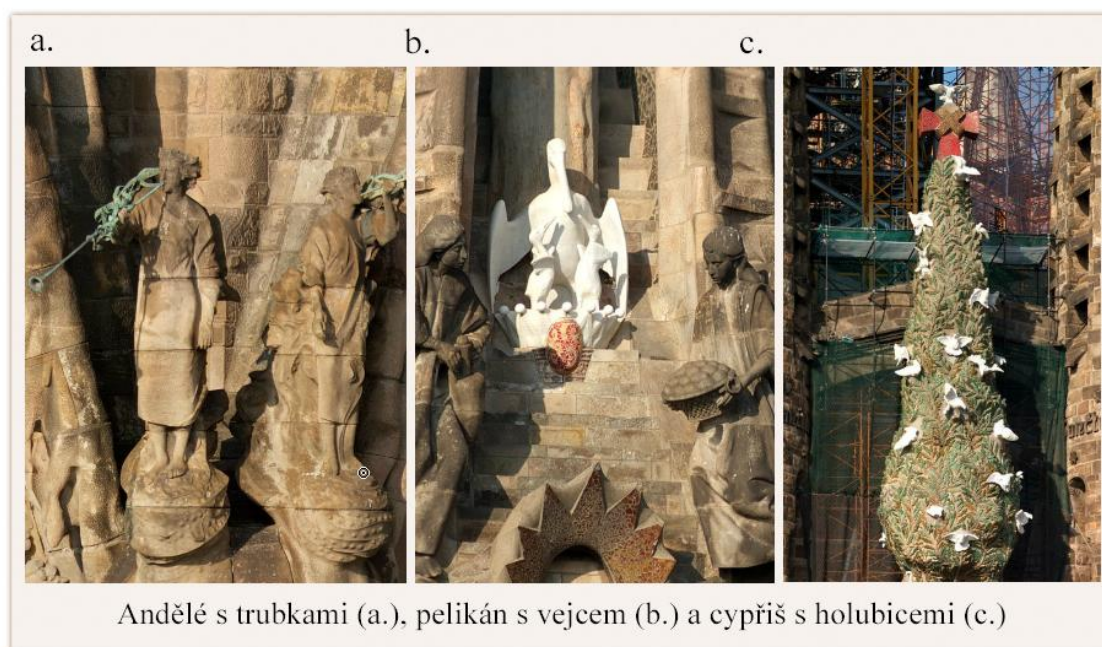 a.
b.
c.
Andělé s trubkami (a.), pelikán s vejcem (b.) a cypřiš s holubicemi (c.)